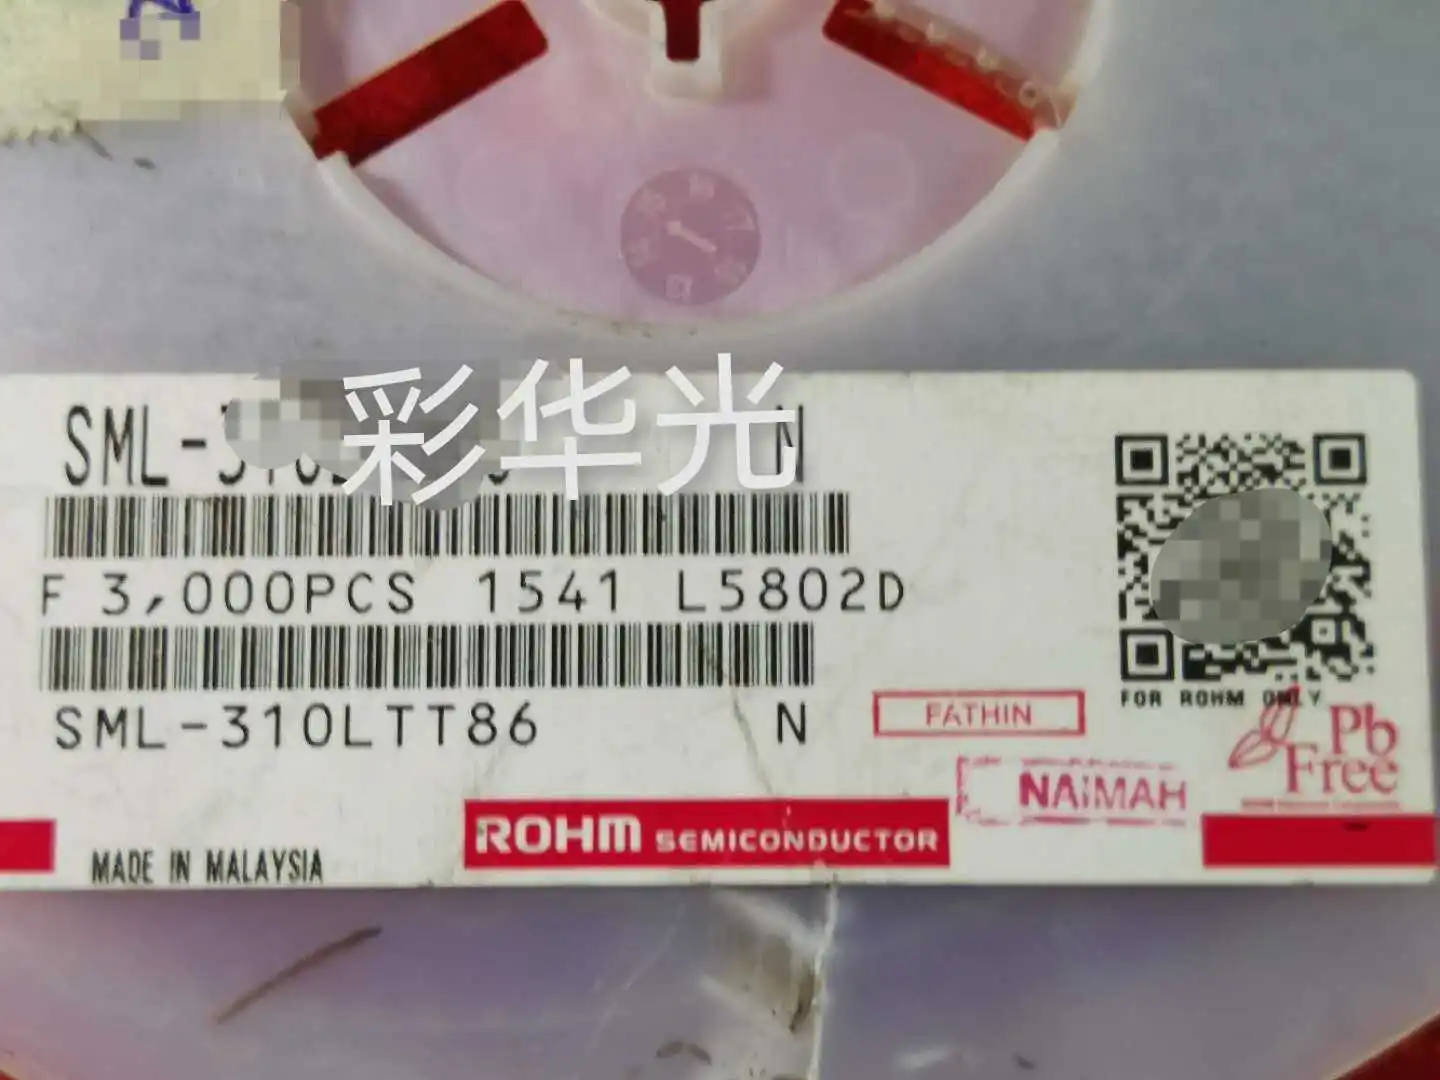 SML-
彩华光
N
F 3,000PCS 1541 L5802D
SML-310LTT86 N
FOR ROHM ONLY
FATHIN
Pb
Free
NAiMAH
ROHM SEMICONDUCTOR
MADE IN MALAYSIA